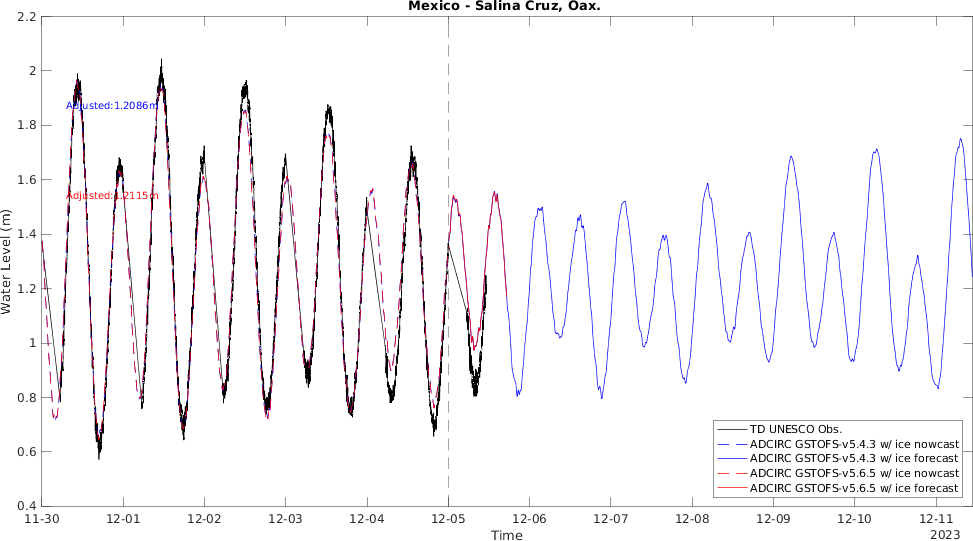 Mexico - Salina Cruz, Oax.
2.2
2
1.8
1.6
1.4
1.2
1
0.8
0.6
0.4
Water Level (m)
Adjusted:1.2086m
Adjusted:1.2115m
TD UNESCO Obs.
ADCIRC GSTOFS-v5.4.3 w/ ice nowcast
ADCIRC GSTOFS-v5.4.3 w/ ice forecast
ADCIRC GSTOFS-v5.6.5 w/ ice nowcast
ADCIRC GSTOFS-v5.6.5 w/ ice forecast
11-30 12-01 12-02 12-03 12-04 12-05 12-06 12-07 12-08 12-09 12-10 12-11
Time
2023